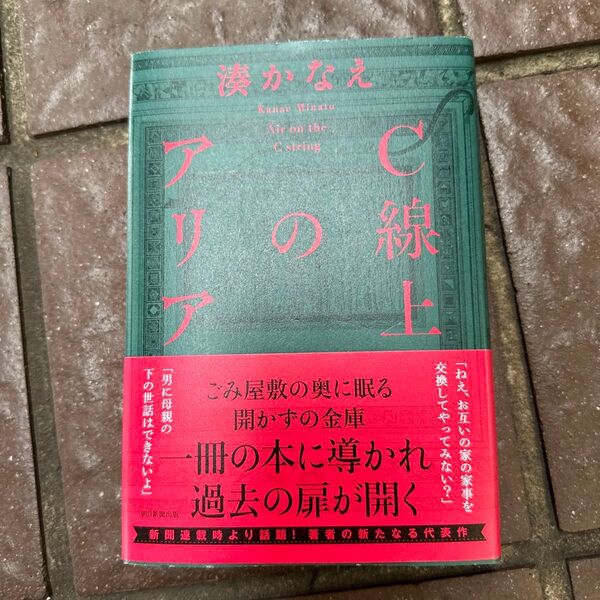 湊かなえ
Kanae Minato
Air on the
C string
C線上
の
アリア
「ねえ、お互いの家の家事を
交換してやってみない？」
ごみ屋敷の奥に眠る
開かずの金庫
一冊の本に導かれ
過去の扉が開く
「男に母親の
下の世話はできないよ」
朝日新聞出版
新聞連載時より話題！著者の新たなる代表作